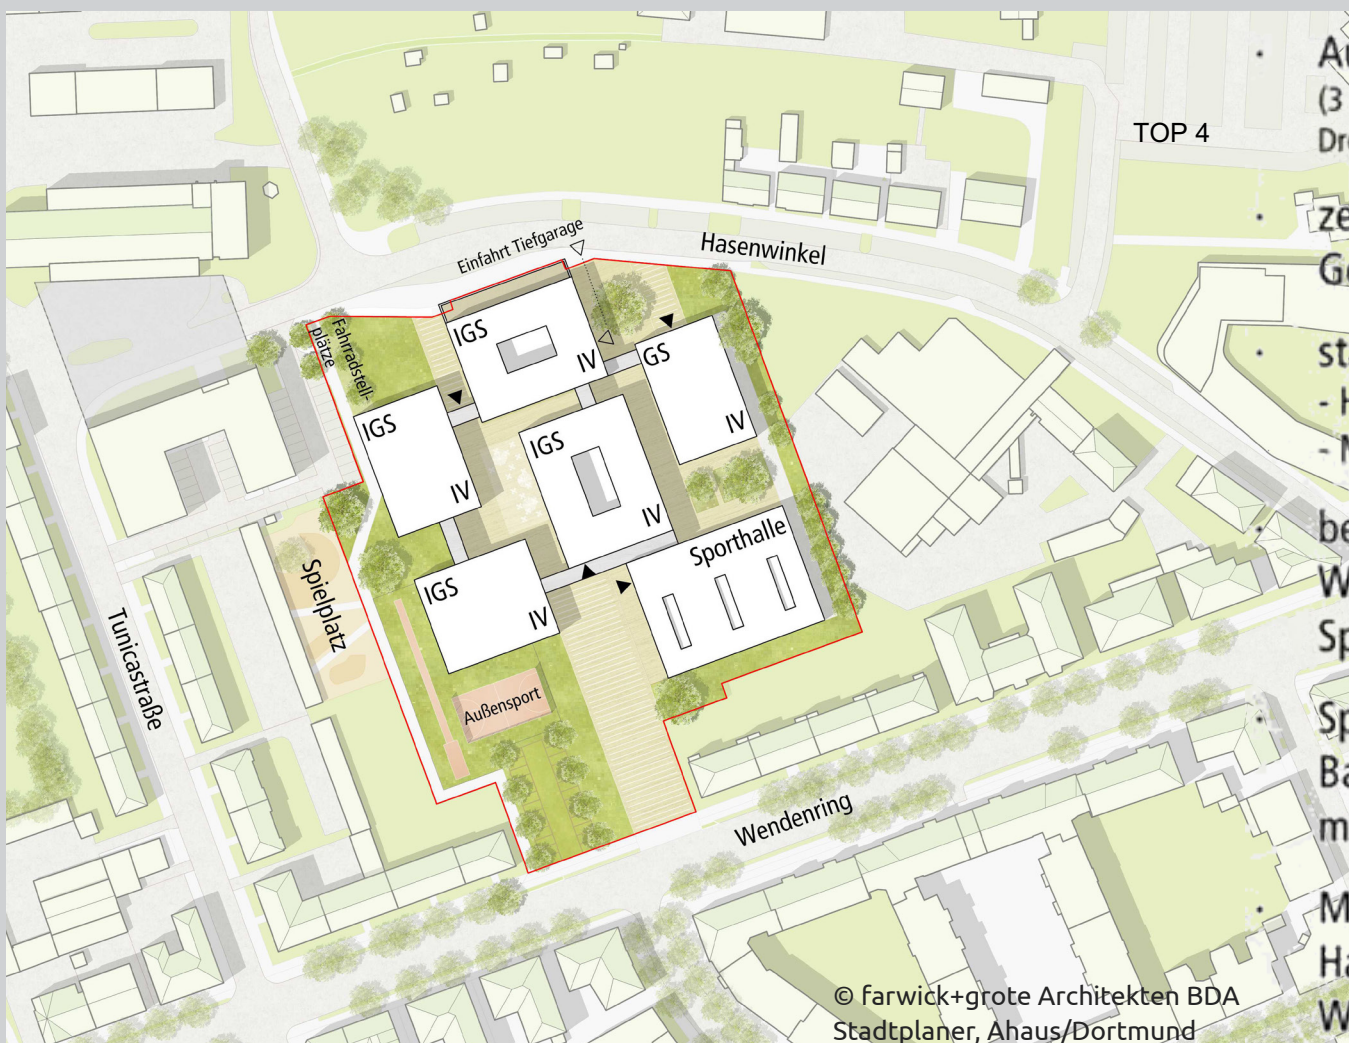 TOP 4
Hasenwinkel
Einfahrt Tiefgarage
Fahrradstell-
plätze
IGS
IV
GS
IV
IGS
IV
IGS
IV
IGS
IV
Sporthalle
Spielplatz
Tunicastraße
Außensport
Wendenring
© farwick+grote Architekten BDA
Stadtplaner, Ahaus/Dortmund
(3
- H